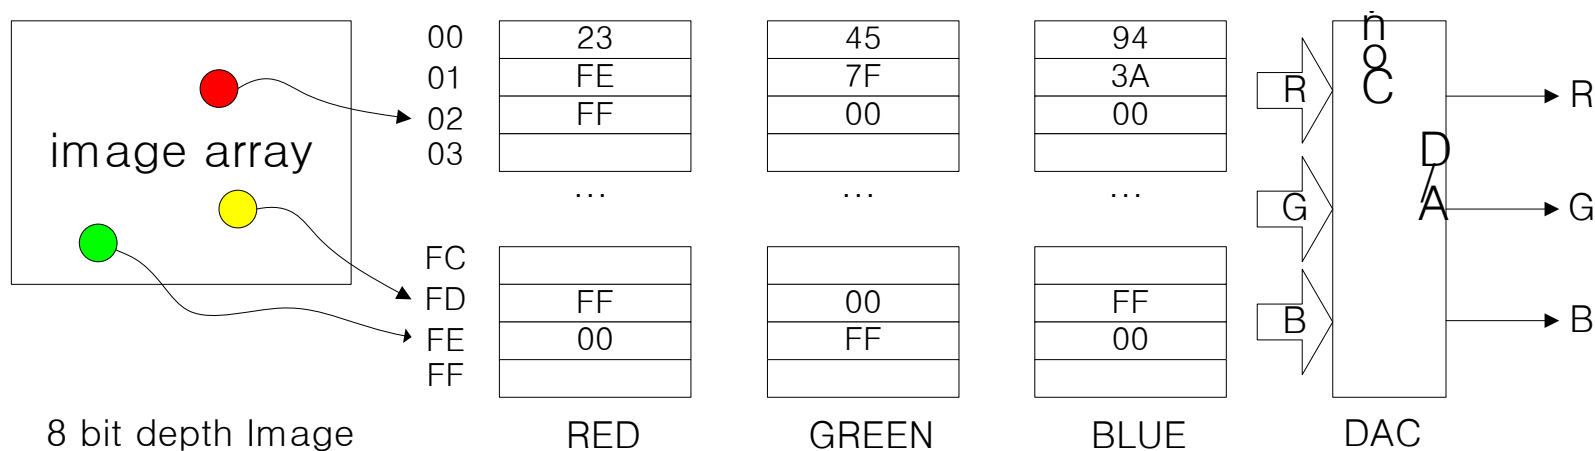 00 23 45 94
01 FE 7F 3A
02 FF 00 00
03
image array
... ... ...
FC
FD FF 00 FF
FE 00 FF 00
FF
R
G
B
Con
D/A
R
G
B
8 bit depth Image RED GREEN BLUE DAC